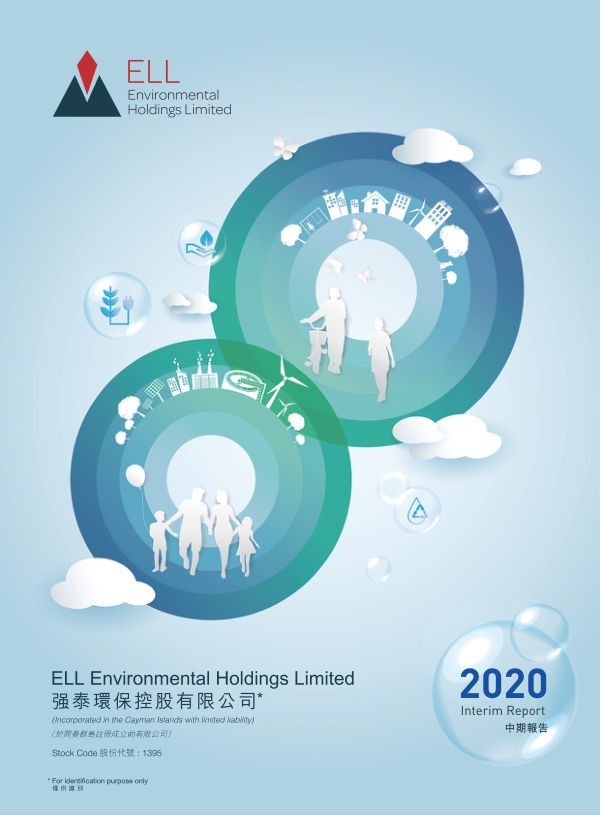 ELL
Environmental
Holdings Limited
ELL Environmental Holdings Limited
强泰環保控股有限公司*
(Incorporated in the Cayman Islands with limited liability)
(於開曼群島註冊成立的有限公司)
Stock Code 股份代號 : 1395
2020
Interim Report
中期報告
* For identification purpose only
僅供識別